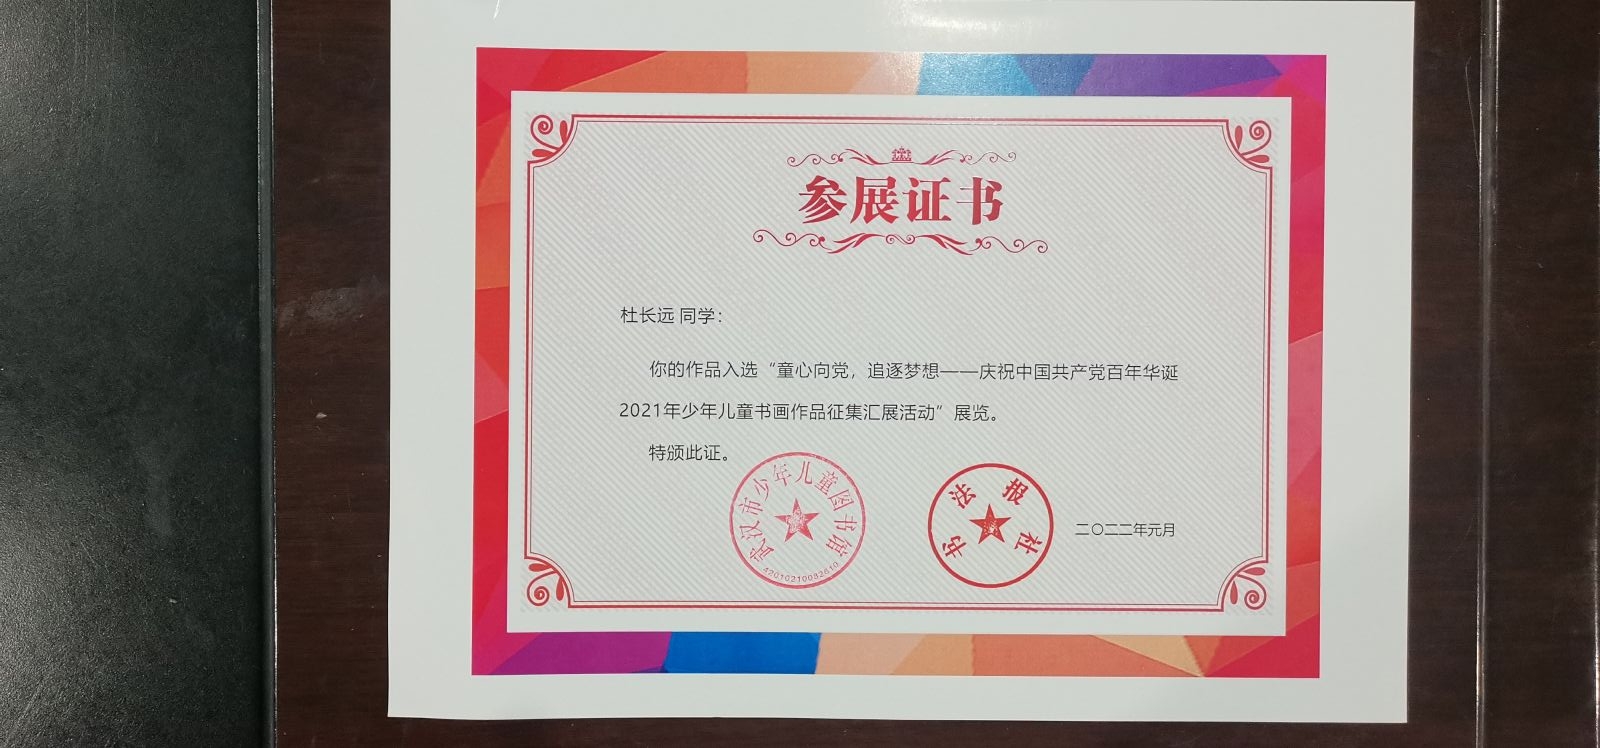 参展证书
杜长远 同学：
你的作品入选“童心向党，追逐梦想——庆祝中国共产党百年华诞
2021年少年儿童书画作品征集汇展活动”展览。
特颁此证。
武汉市少年儿童图书馆
42010210082610
书法报社
二〇二二年元月